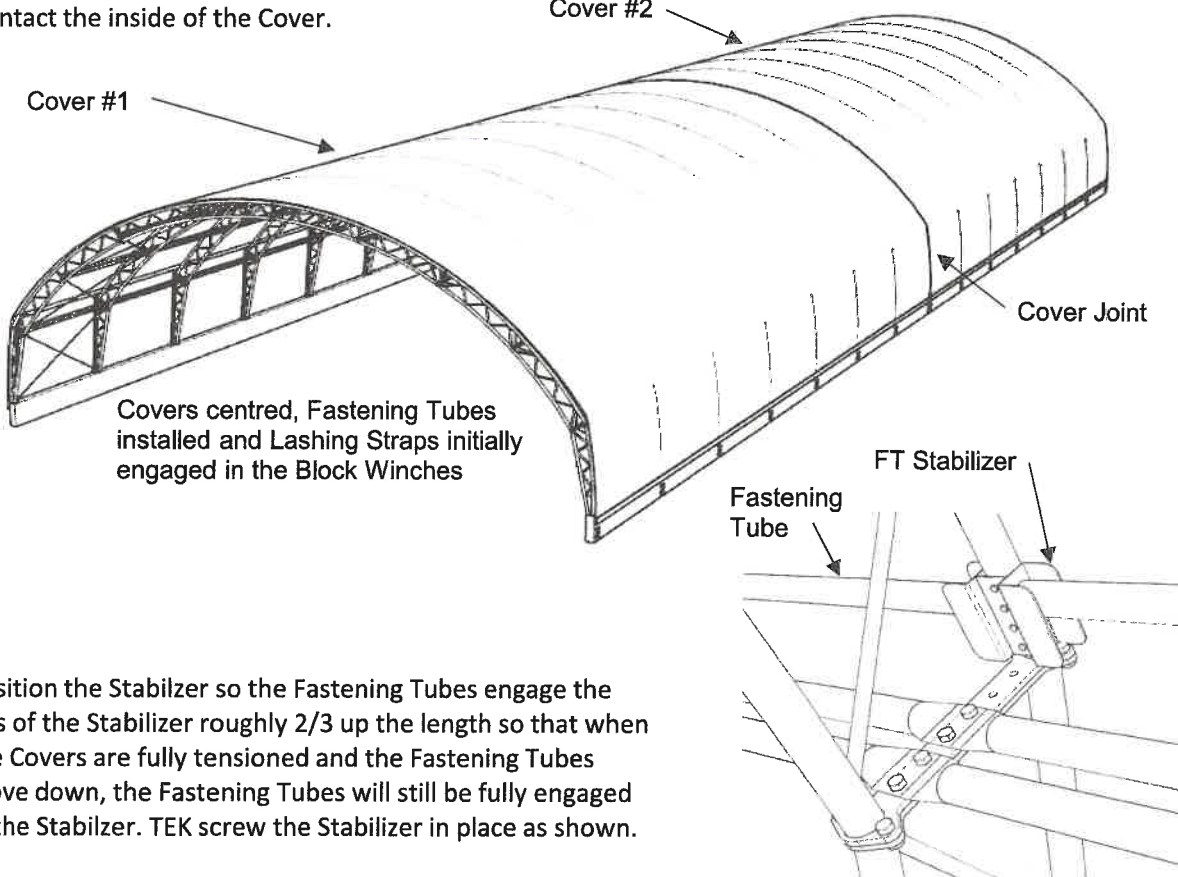 ntact the inside of the Cover.
Cover #2
Cover #1
Cover Joint
Covers centred, Fastening Tubes
installed and Lashing Straps initially
engaged in the Block Winches
FT Stabilizer
Fastening
Tube
sition the Stabilzer so the Fastening Tubes engage the
s of the Stabilizer roughly 2/3 up the length so that when
e Covers are fully tensioned and the Fastening Tubes
ove down, the Fastening Tubes will still be fully engaged
the Stabilzer. TEK screw the Stabilizer in place as shown.